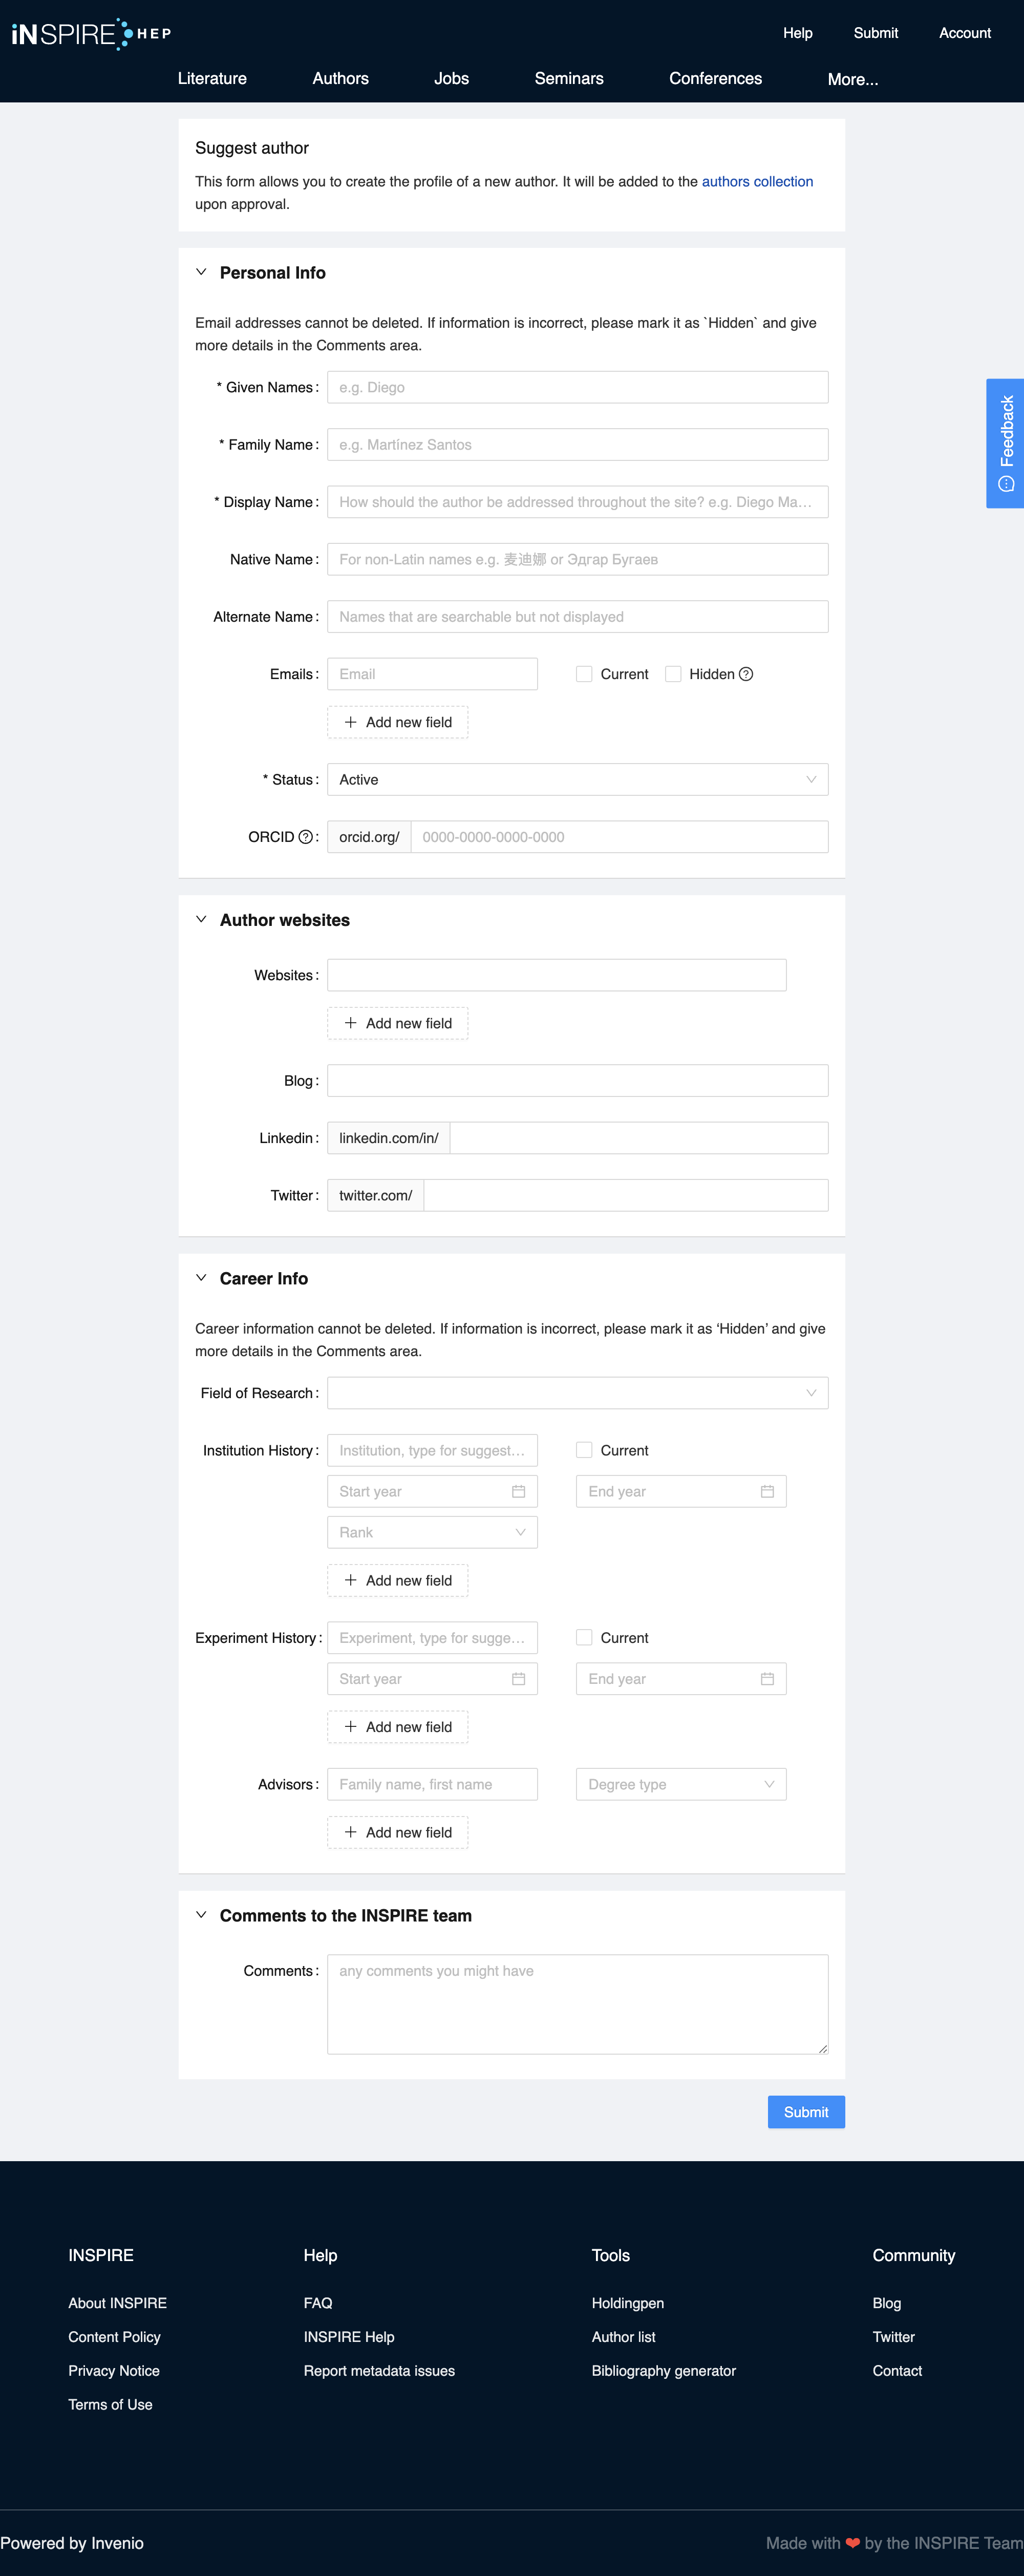 iNSPIRE HEP
Help Submit Account
Literature Authors Jobs Seminars Conferences More...
Suggest author
This form allows you to create the profile of a new author. It will be added to the authors collection
upon approval.
Personal Info
Email addresses cannot be deleted. If information is incorrect, please mark it as `Hidden` and give
more details in the Comments area.
* Given Names : e.g. Diego
* Family Name : e.g. Martínez Santos
* Display Name : How should the author be addressed throughout the site? e.g. Diego Ma...
Native Name : For non-Latin names e.g. 麦迪娜 or Эдгар Бугаев
Alternate Name : Names that are searchable but not displayed
Emails : Email Current Hidden
Add new field
* Status : Active
ORCID : orcid.org/ 0000-0000-0000-0000
Feedback
Author websites
Websites :
Add new field
Blog :
Linkedin : linkedin.com/in/
Twitter : twitter.com/
Career Info
Career information cannot be deleted. If information is incorrect, please mark it as ‘Hidden’ and give
more details in the Comments area.
Field of Research :
Institution History : Institution, type for suggest... Current
Start year End year
Rank
Add new field
Experiment History : Experiment, type for sugge... Current
Start year End year
Add new field
Advisors : Family name, first name Degree type
Add new field
Comments to the INSPIRE team
Comments : any comments you might have
Submit
INSPIRE Help Tools Community
About INSPIRE FAQ Holdingpen Blog
Content Policy INSPIRE Help Author list Twitter
Privacy Notice Report metadata issues Bibliography generator Contact
Terms of Use
Powered by Invenio Made with ❤ by the INSPIRE Team